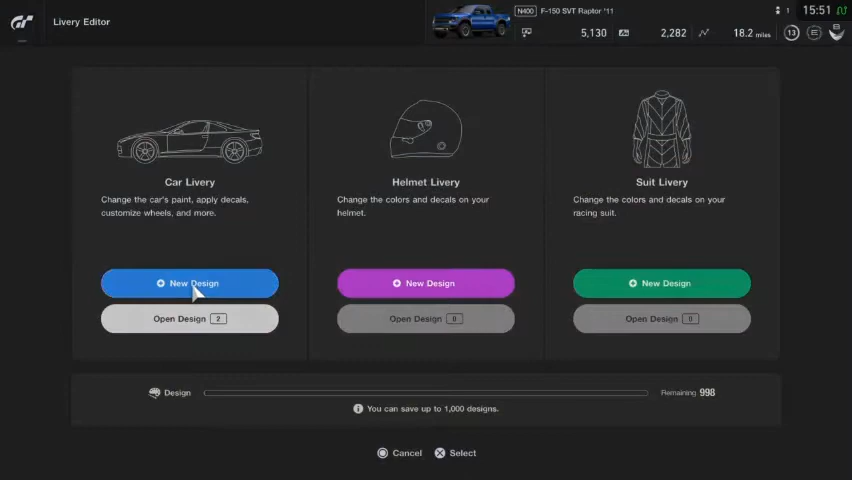 GT
Livery Editor
N400 F-150 SVT Raptor '11
1
15:51
5,130
2,282
18.2 miles
13
Car Livery
Change the car's paint, apply decals,
customize wheels, and more.
New Design
Open Design 2
Helmet Livery
Change the colors and decals on your
helmet.
New Design
Open Design 0
Suit Livery
Change the colors and decals on your
racing suit.
New Design
Open Design 0
Design
Remaining 998
You can save up to 1,000 designs.
Cancel
Select